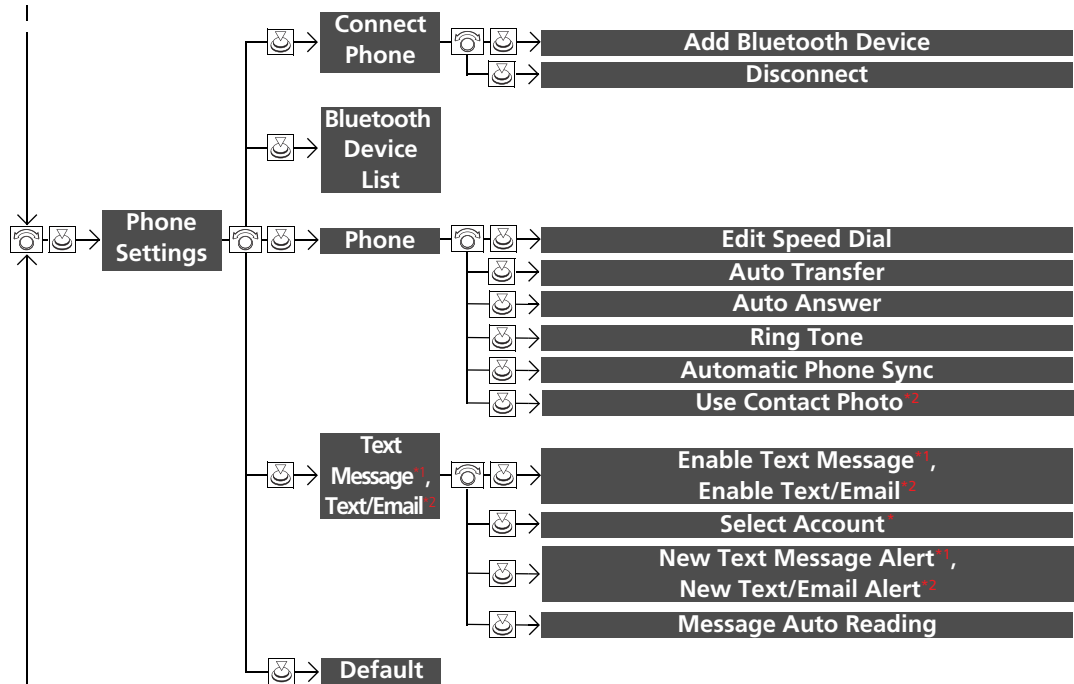 Connect
Phone
Add Bluetooth Device
Disconnect
Bluetooth
Device
List
Phone
Settings
Phone
Edit Speed Dial
Auto Transfer
Auto Answer
Ring Tone
Automatic Phone Sync
Use Contact Photo*2
Text
Message*1,
Text/Email*2
Enable Text Message*1,
Enable Text/Email*2
Select Account*
New Text Message Alert*1,
New Text/Email Alert*2
Message Auto Reading
Default